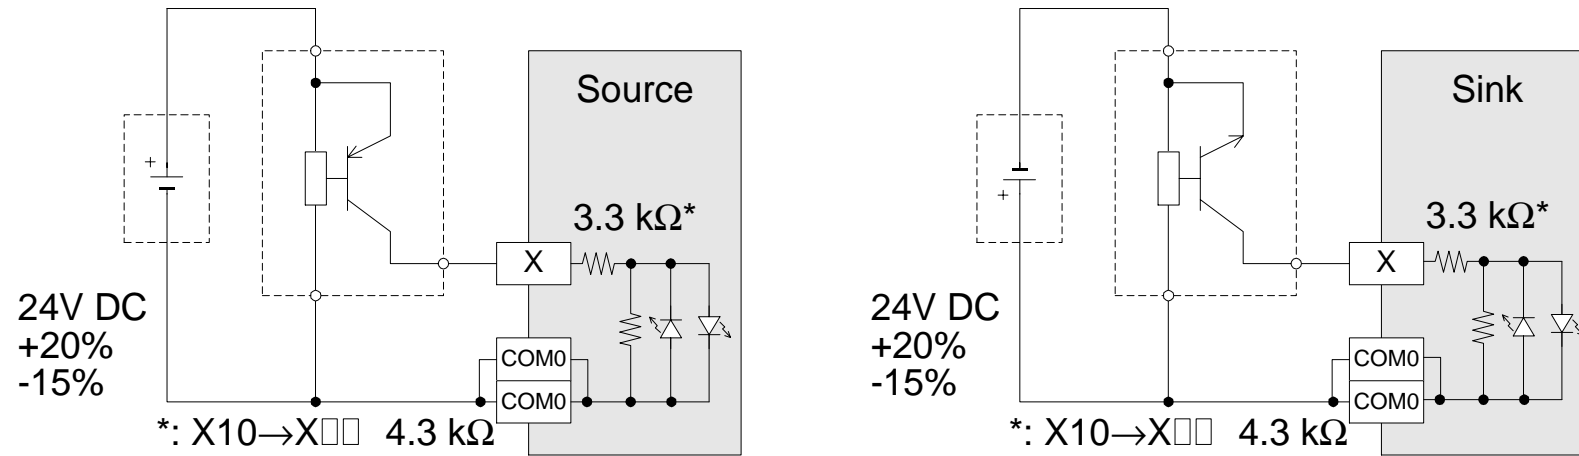 Source
+
3.3 kΩ*
X
24V DC
+20%
-15%
COM0
COM0
*: X10→X▯▯ 4.3 kΩ
Sink
+
3.3 kΩ*
X
24V DC
+20%
-15%
COM0
COM0
*: X10→X▯▯ 4.3 kΩ